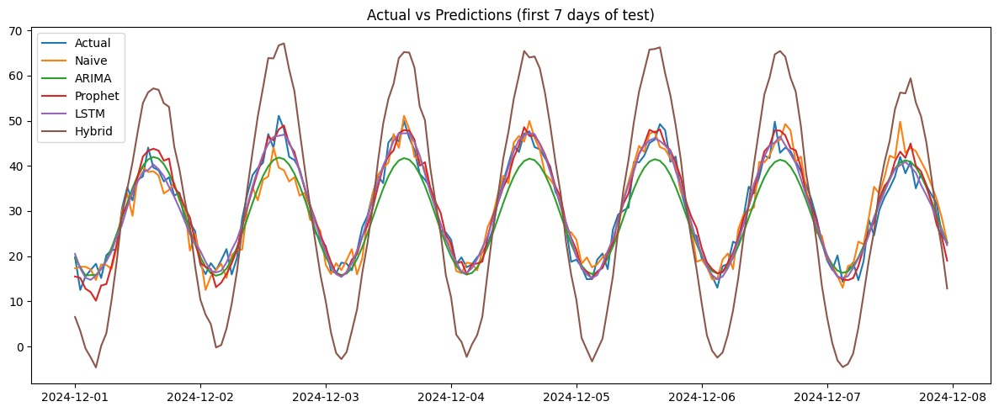 Actual vs Predictions (first 7 days of test)
70
60
50
40
30
20
10
0
Actual
Naive
ARIMA
Prophet
LSTM
Hybrid
2024-12-01 2024-12-02 2024-12-03 2024-12-04 2024-12-05 2024-12-06 2024-12-07 2024-12-08